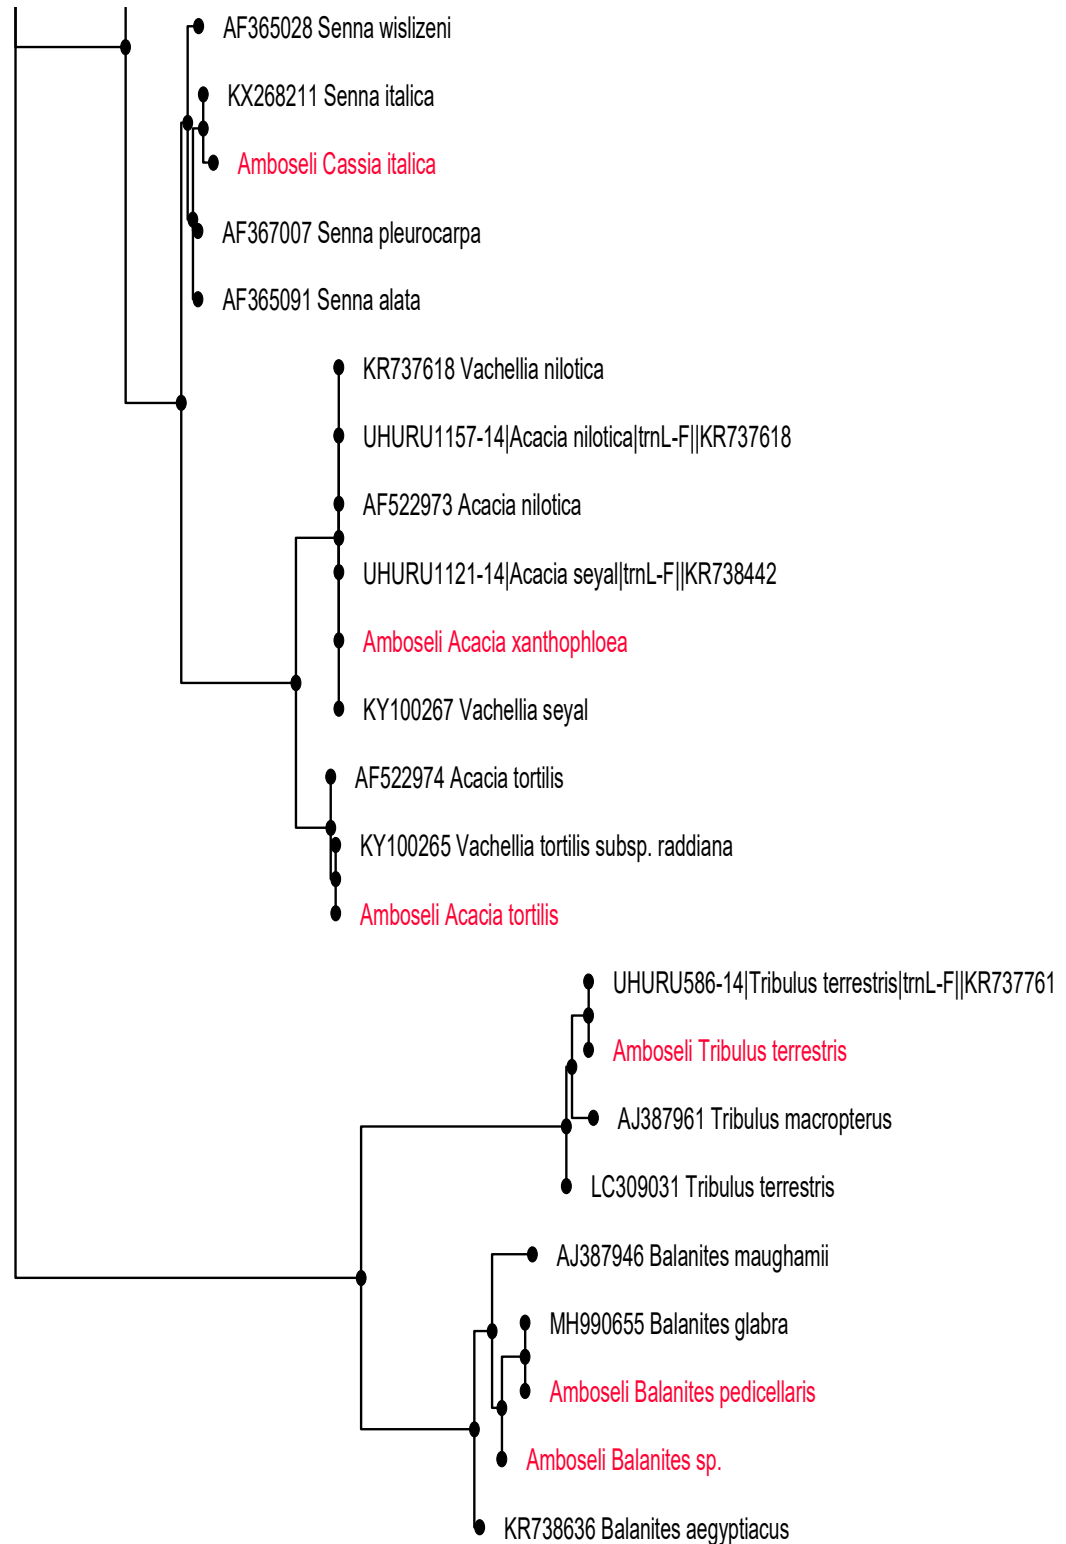 AF365028 Senna wislizeni
KX268211 Senna italica
Amboseli Cassia italica
AF367007 Senna pleurocarpa
AF365091 Senna alata
KR737618 Vachellia nilotica
UHURU1157-14|Acacia nilotica|trnL-F||KR737618
AF522973 Acacia nilotica
UHURU1121-14|Acacia seyal|trnL-F||KR738442
Amboseli Acacia xanthophloea
KY100267 Vachellia seyal
AF522974 Acacia tortilis
KY100265 Vachellia tortilis subsp. raddiana
Amboseli Acacia tortilis
UHURU586-14|Tribulus terrestris|trnL-F||KR737761
Amboseli Tribulus terrestris
AJ387961 Tribulus macropterus
LC309031 Tribulus terrestris
AJ387946 Balanites maughamii
MH990655 Balanites glabra
Amboseli Balanites pedicellaris
Amboseli Balanites sp.
KR738636 Balanites aegyptiacus